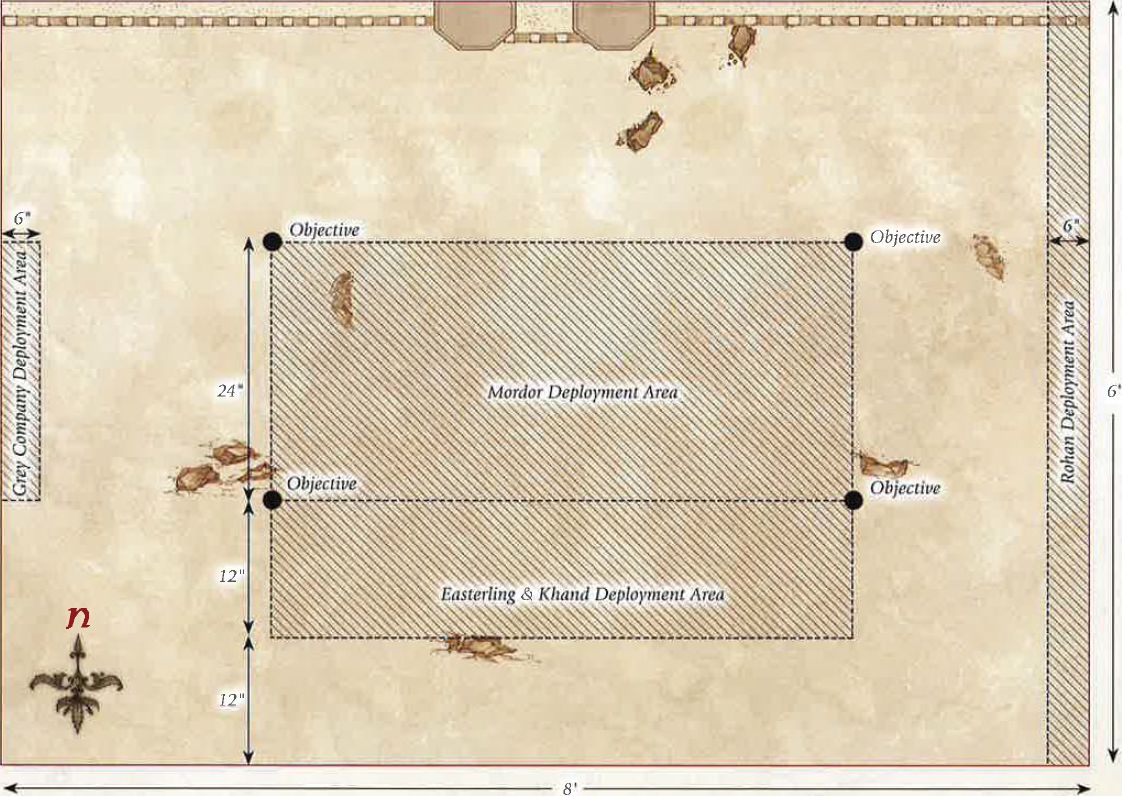 6"
6"
Objective
Objective
Grey Company Deployment Area
Rohan Deployment Area
24"
Mordor Deployment Area
6'
Objective
Objective
12"
Easterling & Khand Deployment Area
n
12"
8'